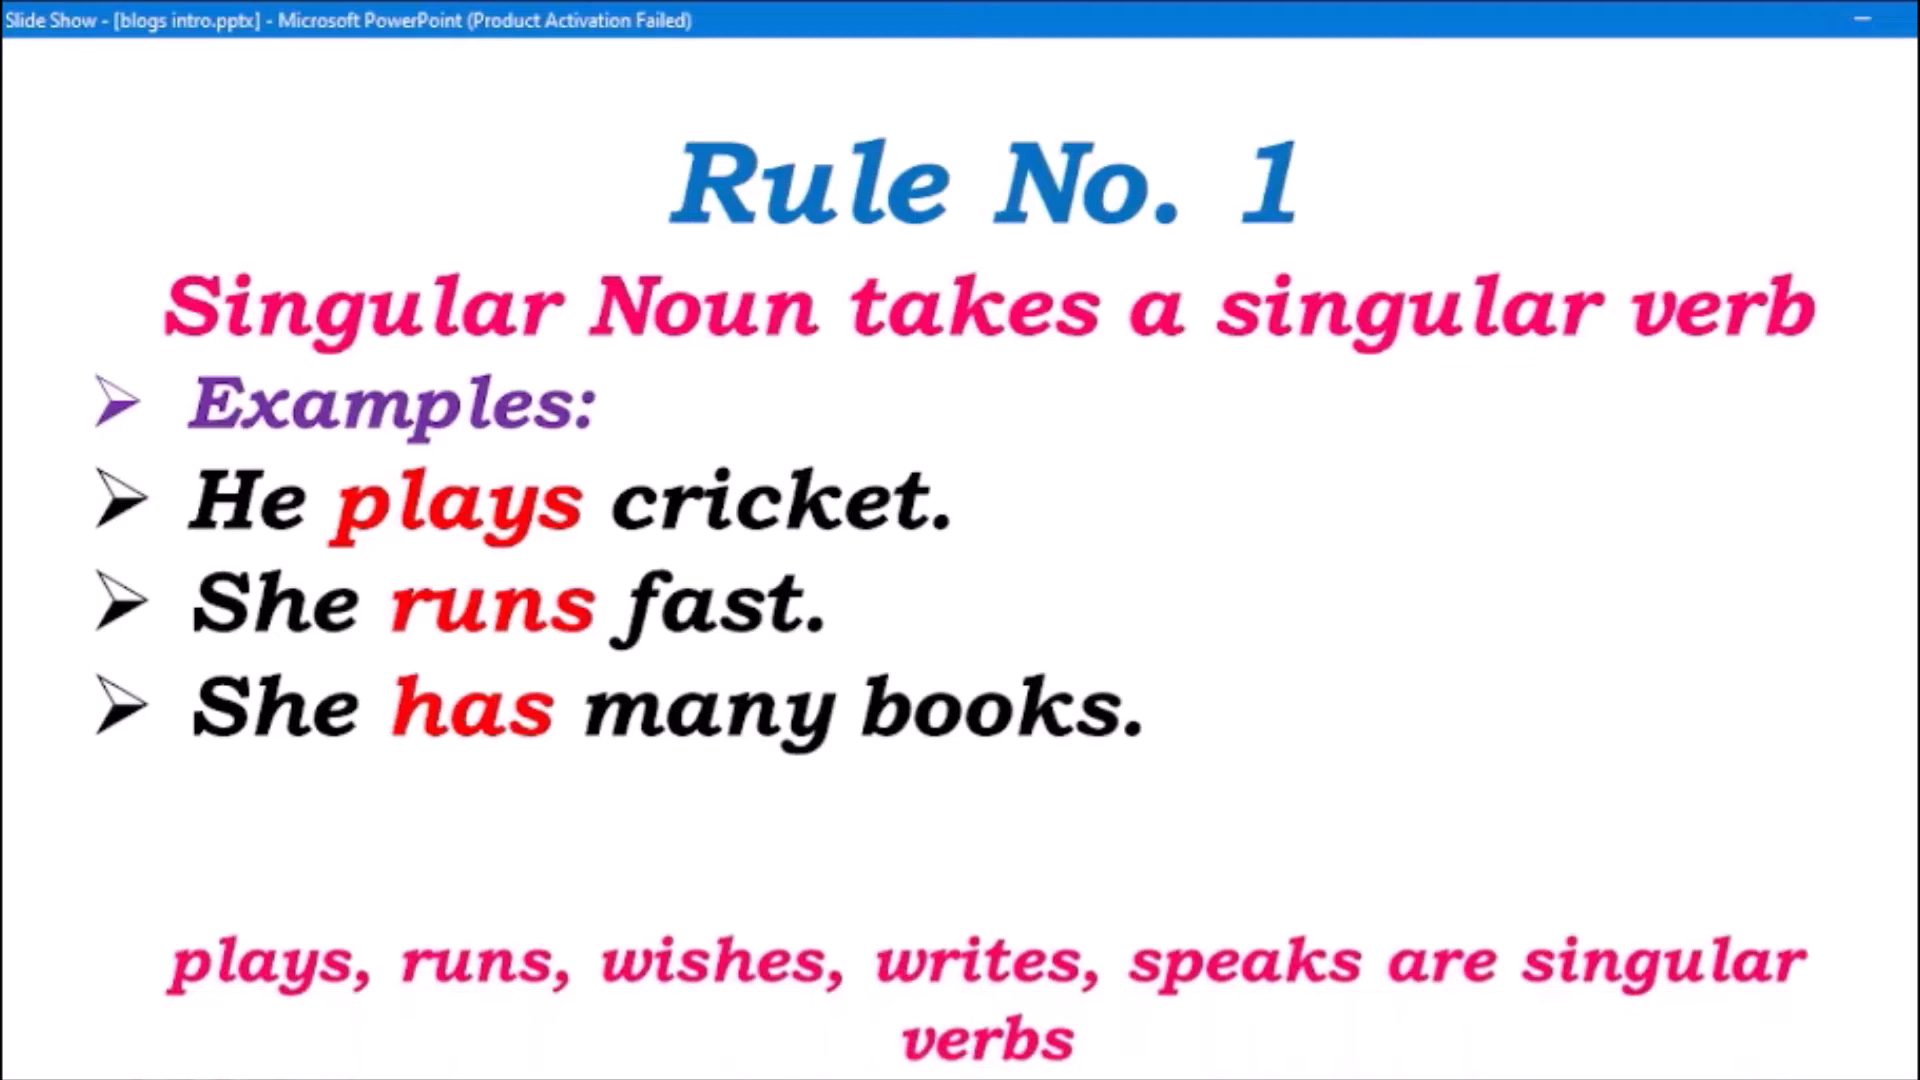 Slide Show - [blogs intro.pptx] - Microsoft PowerPoint (Product Activation Failed)
Rule No. 1
Singular Noun takes a singular verb
Examples:
He plays cricket.
She runs fast.
She has many books.
plays, runs, wishes, writes, speaks are singular
verbs